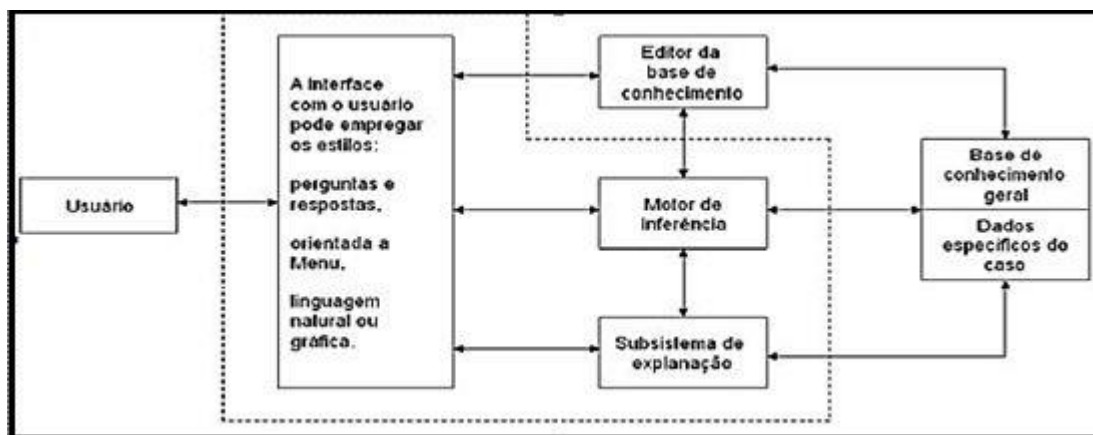 Usuário
A Interface
com o usuário
pode empregar
os estilos:
perguntas e
respostas,
orientada a
Menu,
linguagem
natural ou
gráfica,
Editor da
base de
conhecimento
Motor de
inferência
Subsistema de
explanação
Base de
conhecimento
geral
Dados
específicos do
caso